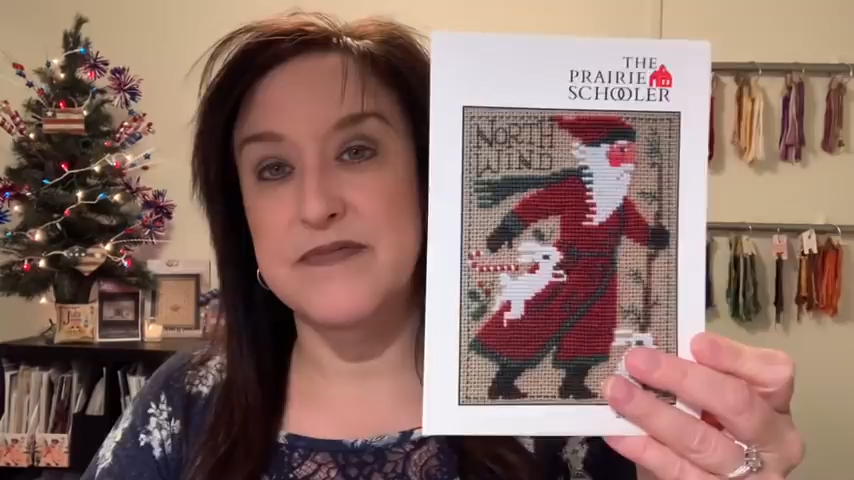 THE
PRAIRIE
SCHOOLER
NORTH
WIND